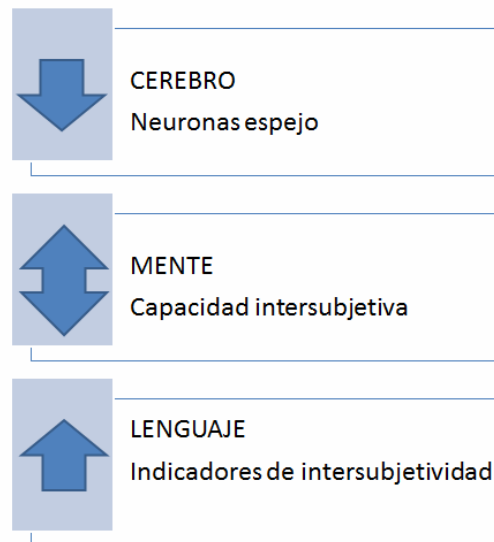 CEREBRO
Neuronas espejo
MENTE
Capacidad intersubjetiva
LENGUAJE
Indicadores de intersubjetividad